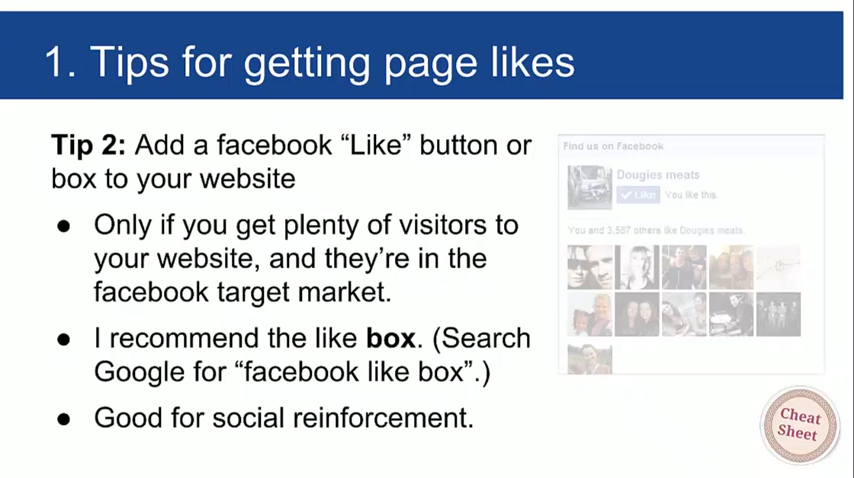 1. Tips for getting page likes
Tip 2: Add a facebook “Like” button or
box to your website
● Only if you get plenty of visitors to
your website, and they’re in the
facebook target market.
● I recommend the like box. (Search
Google for “facebook like box”.)
● Good for social reinforcement.
Find us on Facebook
Dougies meats
Like You like this.
You and 3,587 others like Dougies meats.
Cheat
Sheet